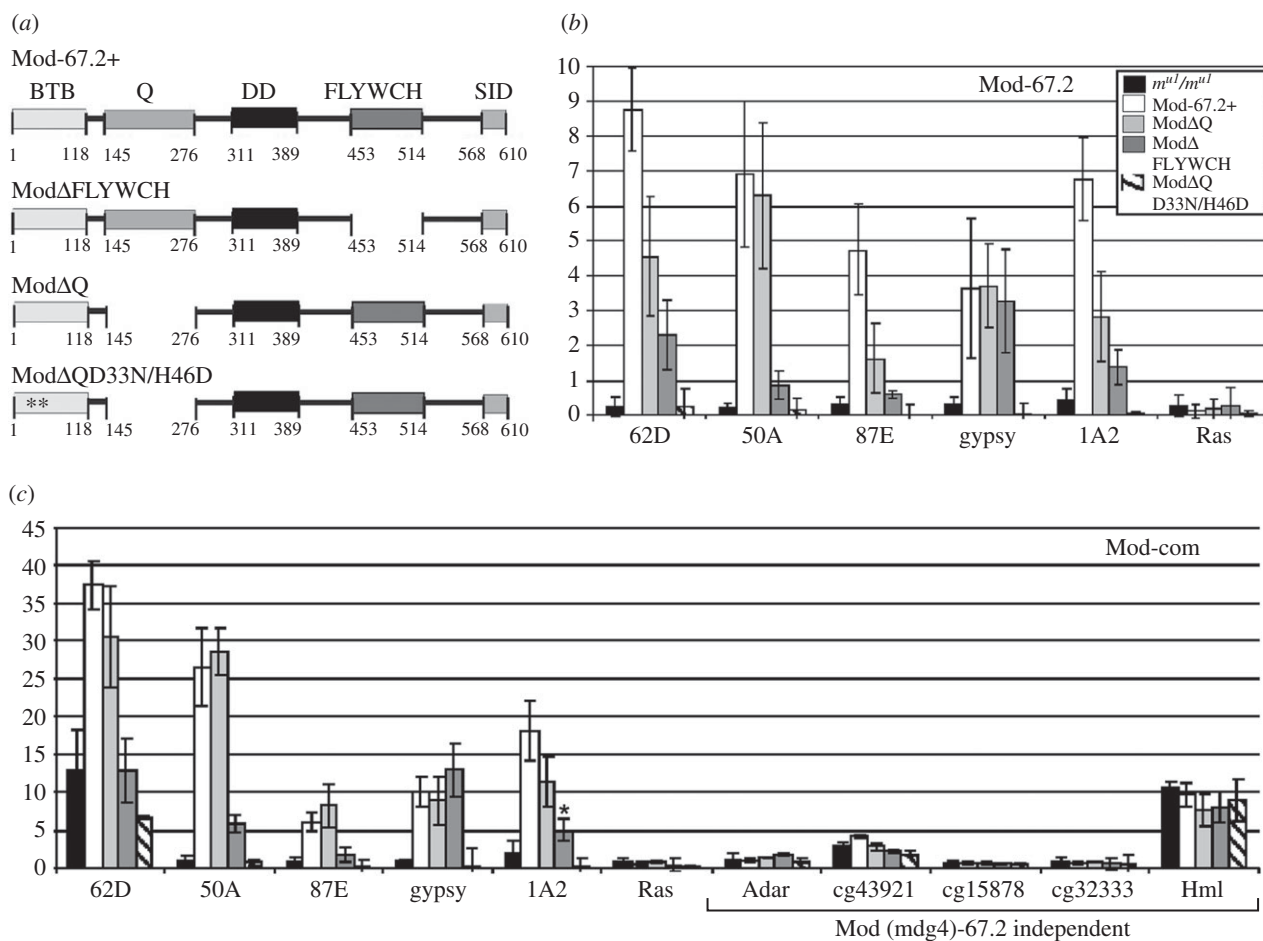 (a)
Mod-67.2+
BTB Q DD FLYWCH SID
1 118 145 276 311 389 453 514 568 610
ModΔFLYWCH
1 118 145 276 311 389 453 514 568 610
ModΔQ
1 118 145 276 311 389 453 514 568 610
ModΔQD33N/H46D
**
1 118 145 276 311 389 453 514 568 610
(b)
Mod-67.2
10
9
8
7
6
5
4
3
2
1
0
m^u1/m^u1
Mod-67.2+
ModΔQ
ModΔ
FLYWCH
ModΔQ
D33N/H46D
62D 50A 87E gypsy 1A2 Ras
(c)
Mod-com
45
40
35
30
25
20
15
10
5
0
*
62D 50A 87E gypsy 1A2 Ras Adar cg43921 cg15878 cg32333 Hml
Mod (mdg4)-67.2 independent